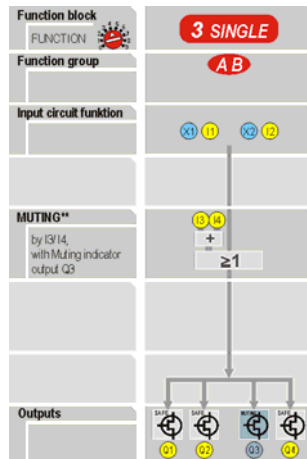 Function block
FUNCTION
3 SINGLE
Function group
A B
Input circuit funktion
X1 I1 X2 I2
MUTING**
by I3/I4,
with Muting indicator
output Q3
I3 I4
+
≥1
Outputs
SAFE SAFE MUTING SAFE
Q1 Q2 Q3 Q4